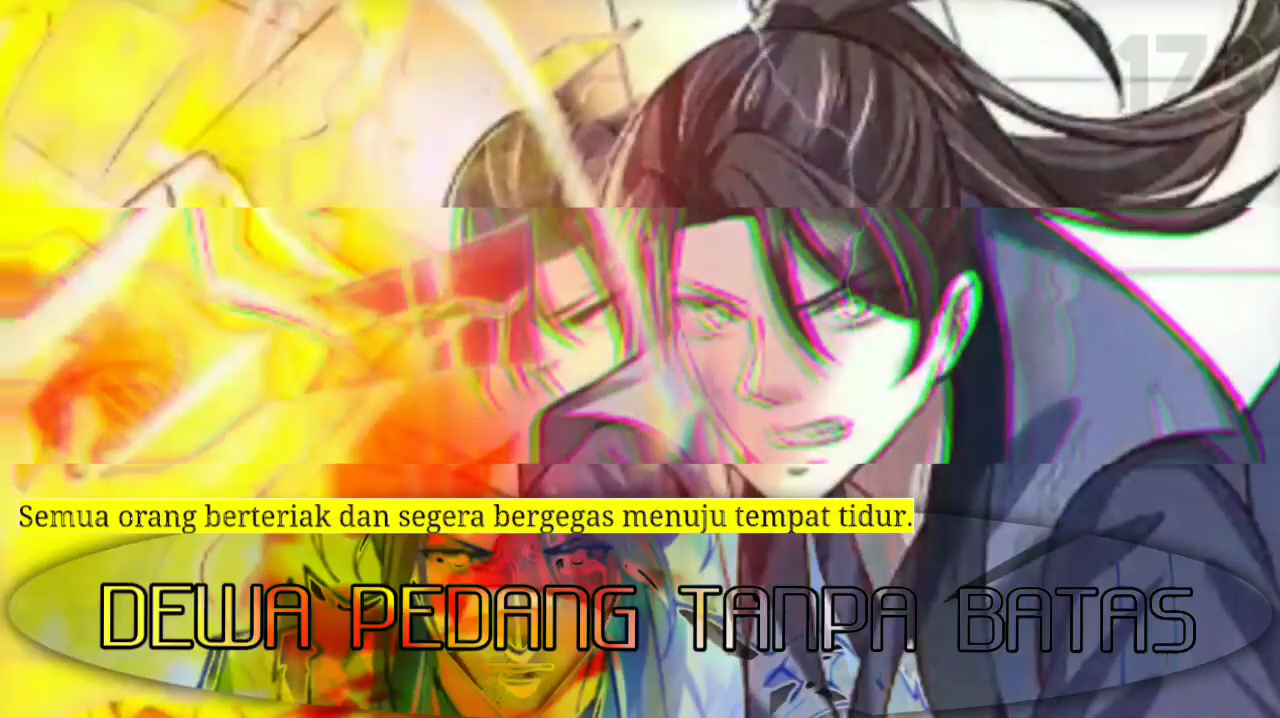 Semua orang berteriak dan segera bergegas menuju tempat tidur.
DEWA PEDANG TANPA BATAS